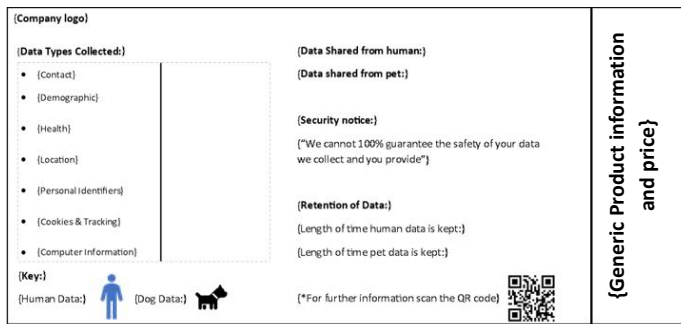 {Company logo}
{Data Types Collected:}
{Contact}
{Demographic}
{Health}
{Location}
{Personal Identifiers}
{Cookies & Tracking}
{Computer Information}
{Key:}
{Human Data:}
{Dog Data:}
{Data Shared from human:}
{Data shared from pet:}
{Security notice:}
{"We cannot 100% guarantee the safety of your data
we collect and you provide"}
{Retention of Data:}
{Length of time human data is kept:}
{Length of time pet data is kept:}
{*For further information scan the QR code}
{Generic Product information
and price}